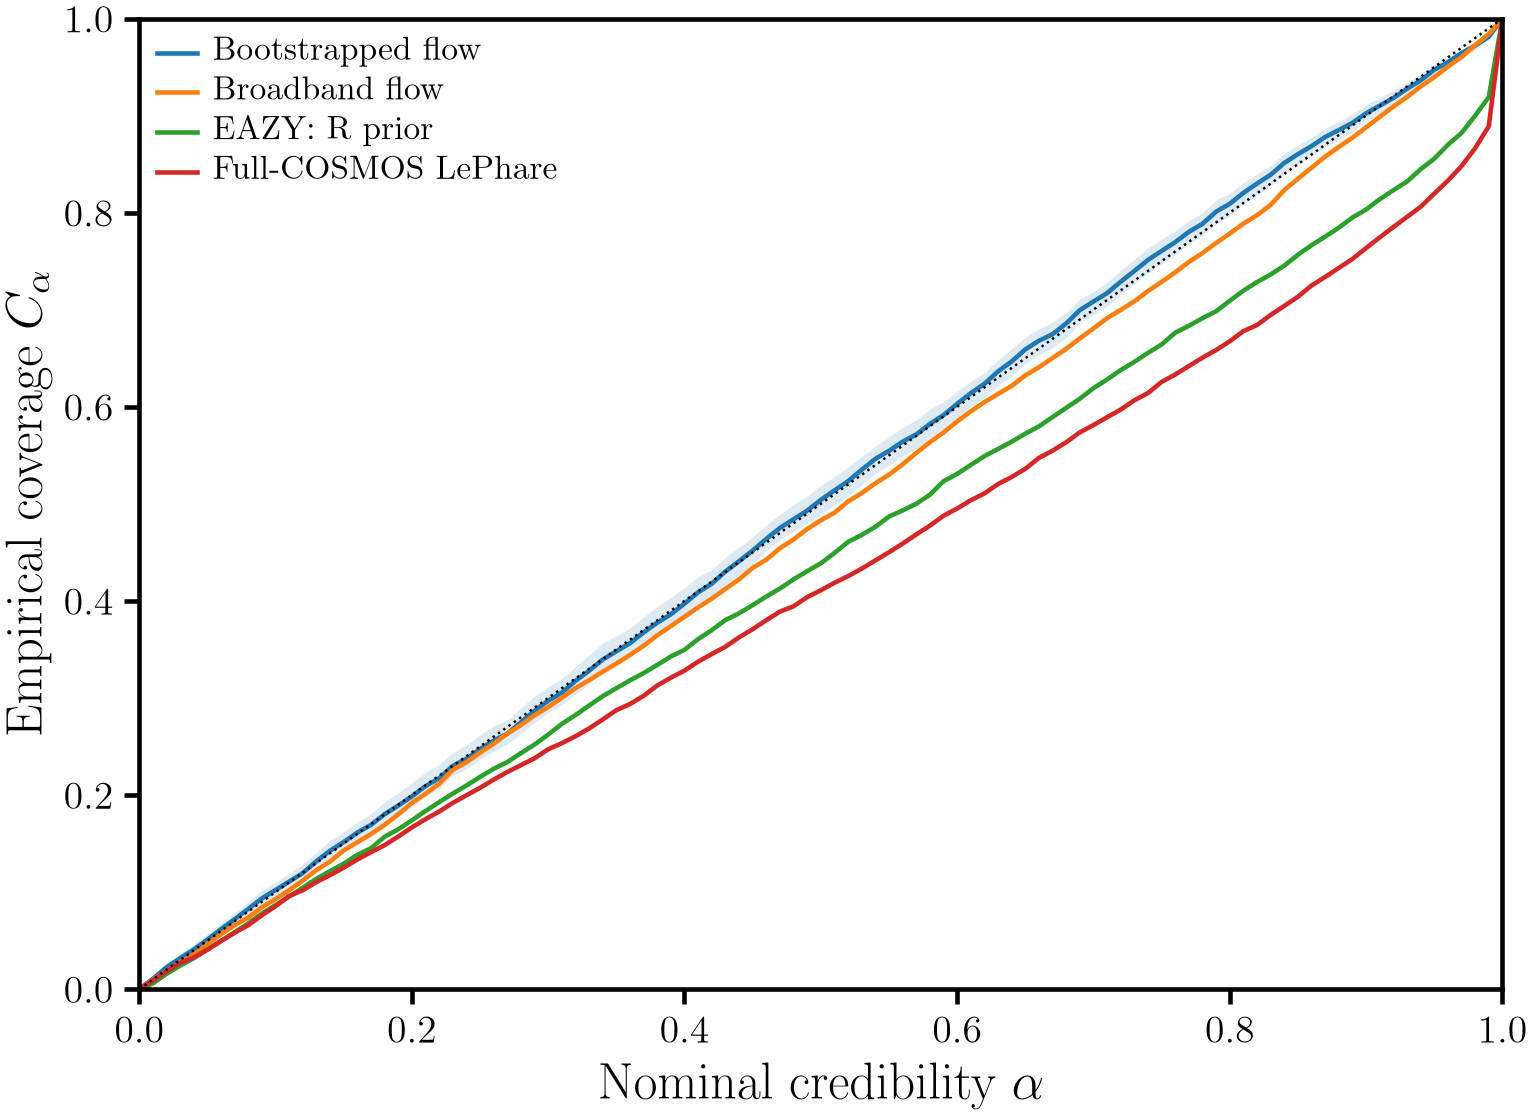 1.0
0.8
0.6
0.4
0.2
0.0
Empirical coverage Cα
Bootstrapped flow
Broadband flow
EAZY: R prior
Full-COSMOS LePhare
0.0 0.2 0.4 0.6 0.8 1.0
Nominal credibility α